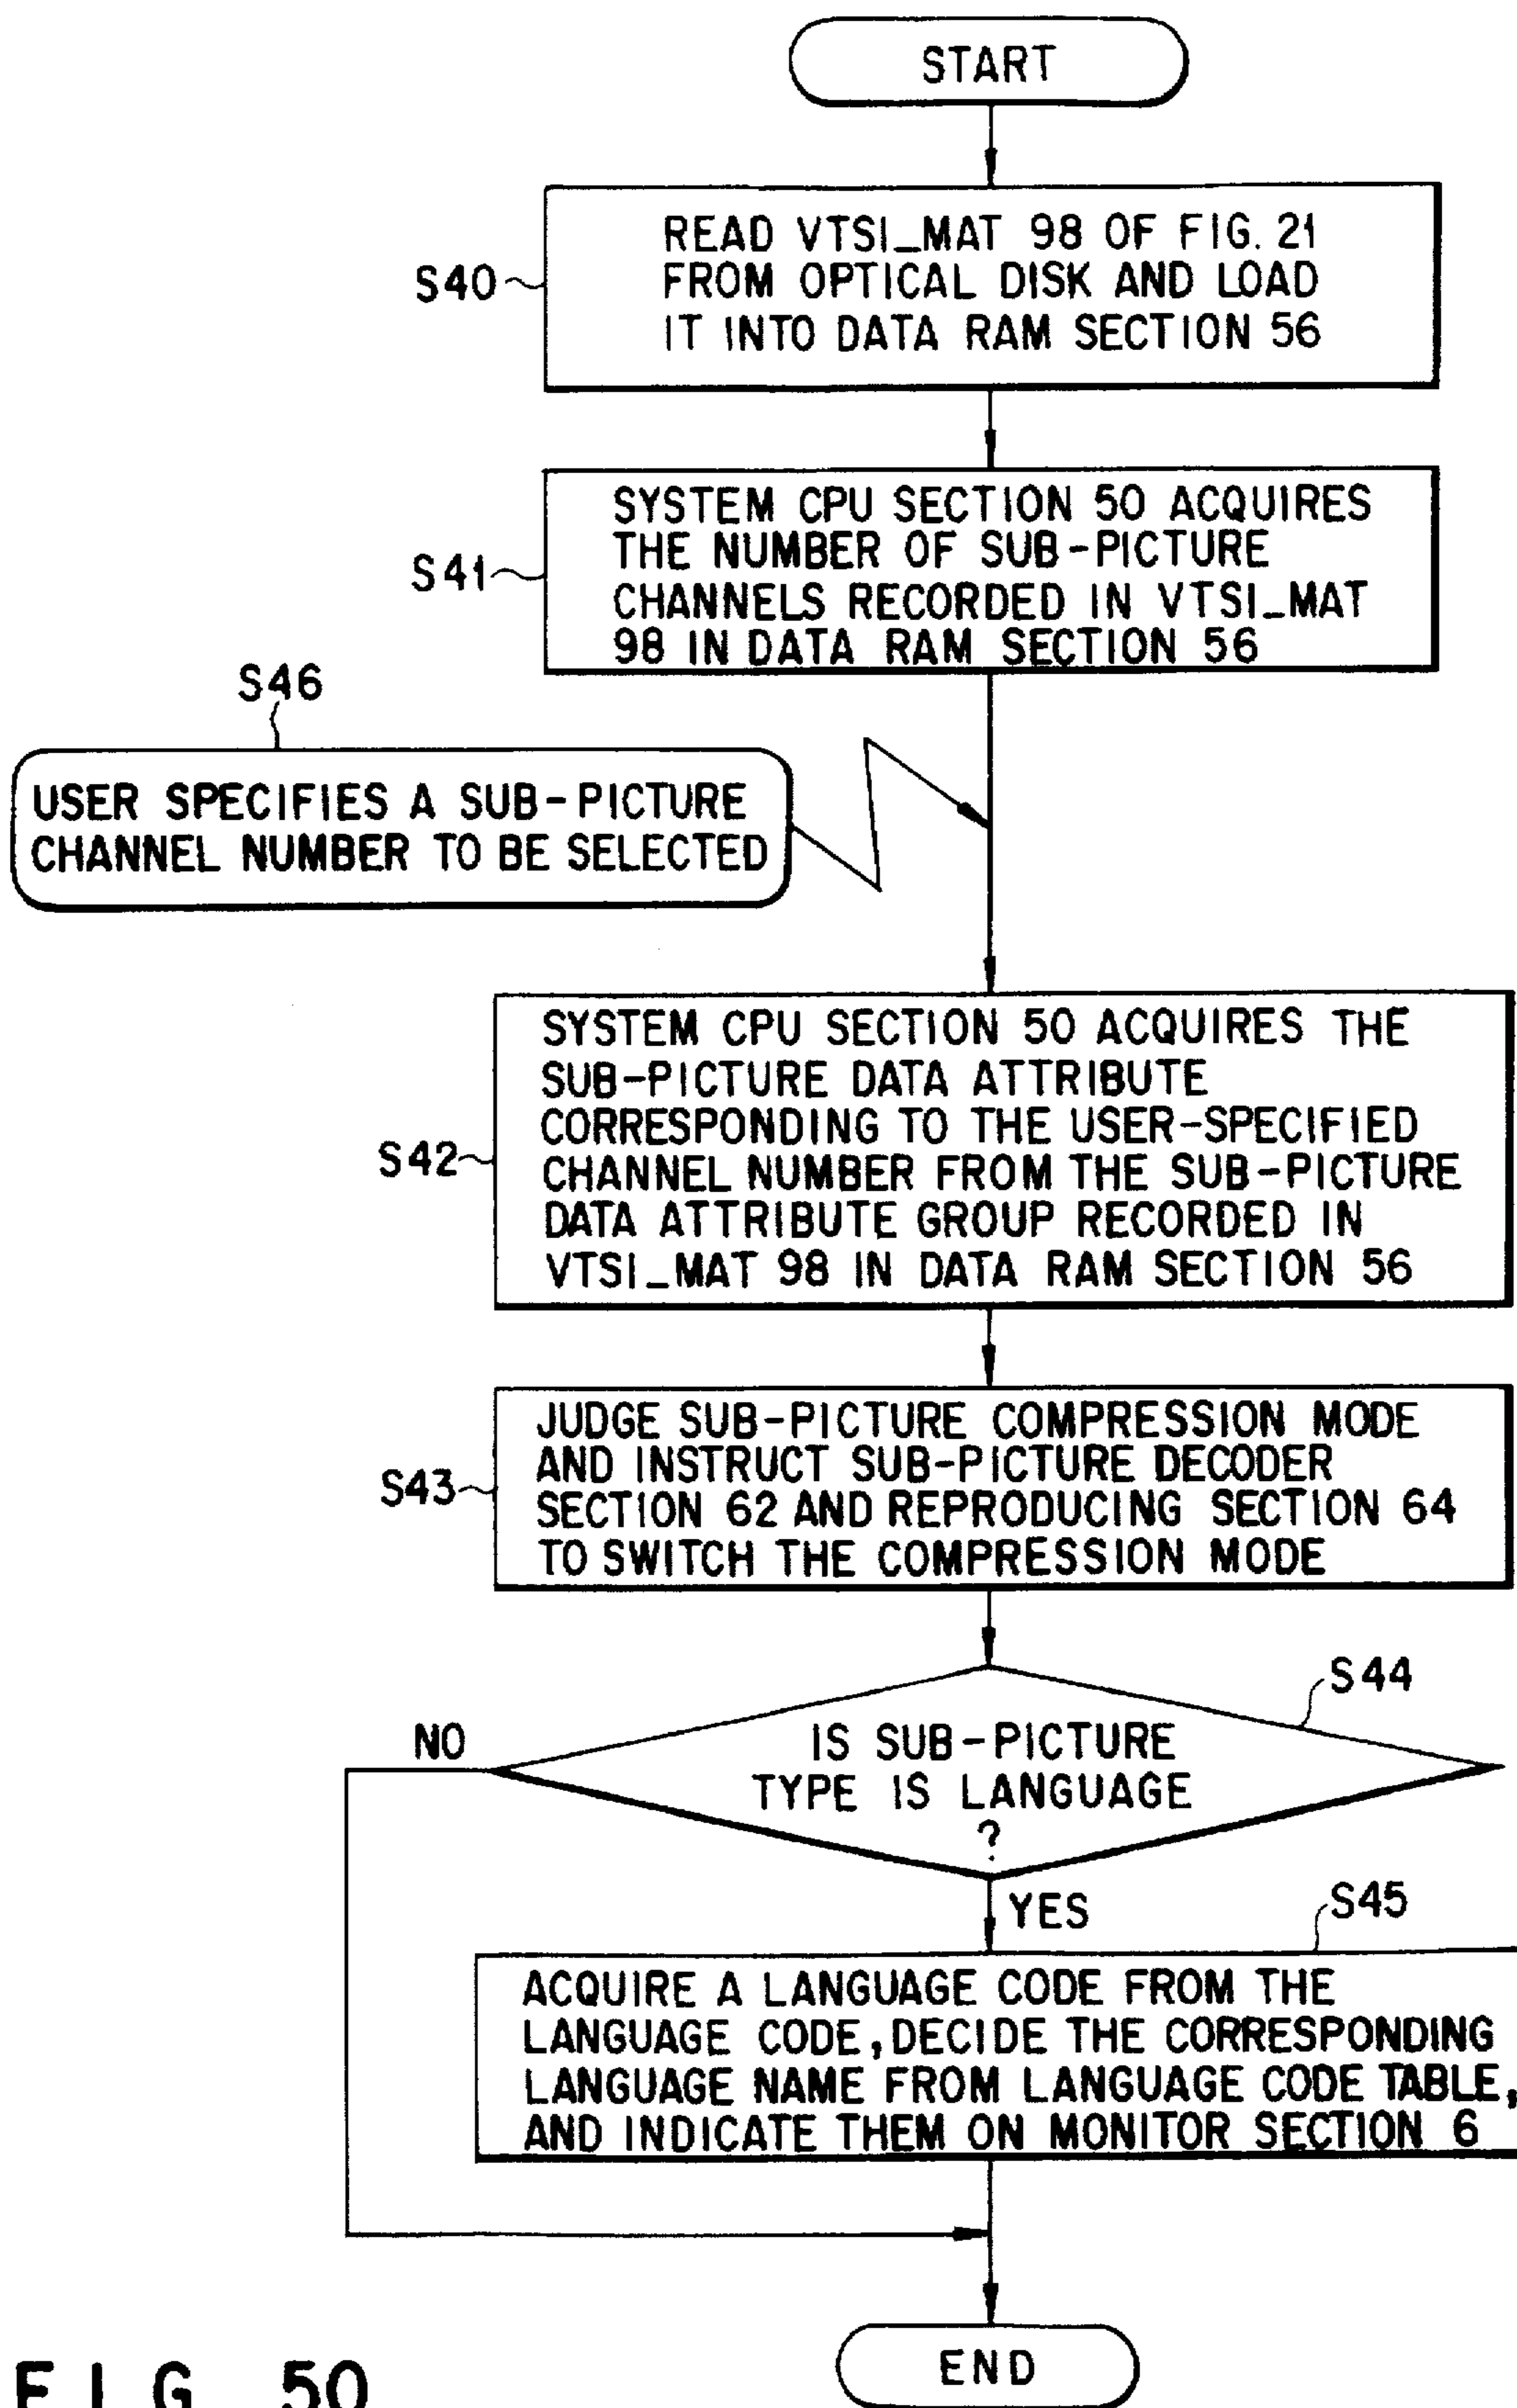 START
READ VTSI_MAT 98 OF FIG. 21
FROM OPTICAL DISK AND LOAD
IT INTO DATA RAM SECTION 56
S40
SYSTEM CPU SECTION 50 ACQUIRES
THE NUMBER OF SUB-PICTURE
CHANNELS RECORDED IN VTSI_MAT
98 IN DATA RAM SECTION 56
S41
S46
USER SPECIFIES A SUB-PICTURE
CHANNEL NUMBER TO BE SELECTED
SYSTEM CPU SECTION 50 ACQUIRES THE
SUB-PICTURE DATA ATTRIBUTE
CORRESPONDING TO THE USER-SPECIFIED
CHANNEL NUMBER FROM THE SUB-PICTURE
DATA ATTRIBUTE GROUP RECORDED IN
VTSI_MAT 98 IN DATA RAM SECTION 56
S42
JUDGE SUB-PICTURE COMPRESSION MODE
AND INSTRUCT SUB-PICTURE DECODER
SECTION 62 AND REPRODUCING SECTION 64
TO SWITCH THE COMPRESSION MODE
S43
S44
NO
IS SUB-PICTURE
TYPE IS LANGUAGE
?
YES
S45
ACQUIRE A LANGUAGE CODE FROM THE
LANGUAGE CODE, DECIDE THE CORRESPONDING
LANGUAGE NAME FROM LANGUAGE CODE TABLE,
AND INDICATE THEM ON MONITOR SECTION 6
END
FIG. 50